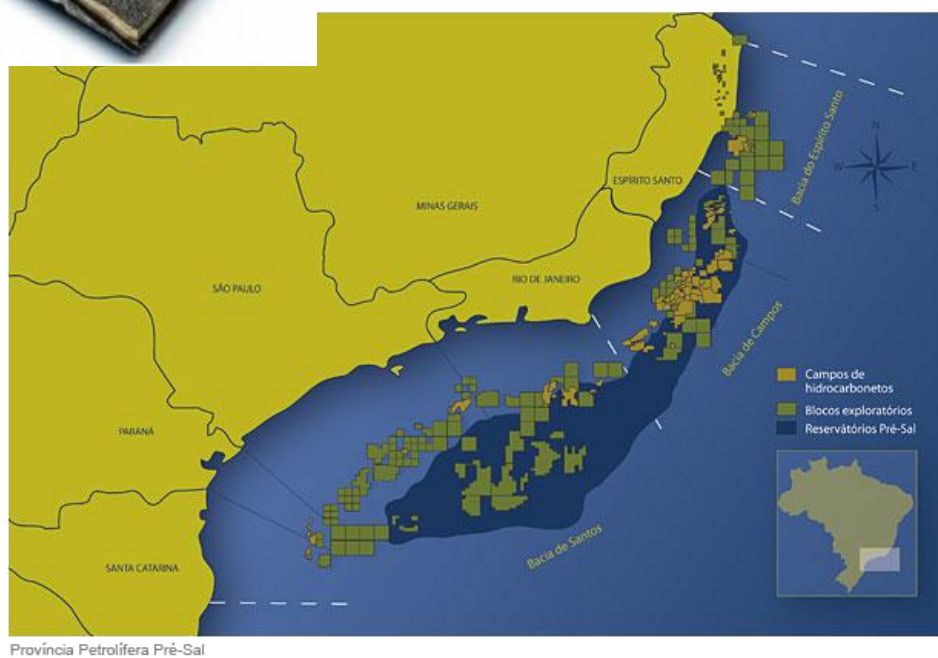 MINAS GERAIS
ESPÍRITO SANTO
SÃO PAULO
RIO DE JANEIRO
PARANÁ
SANTA CATARINA
Bacia do Espírito Santo
Bacia de Campos
Bacia de Santos
N
W
E
S
Campos de
hidrocarbonetos
Blocos exploratórios
Reservátórios Pré-Sal
Província Petrolífera Pré-Sal